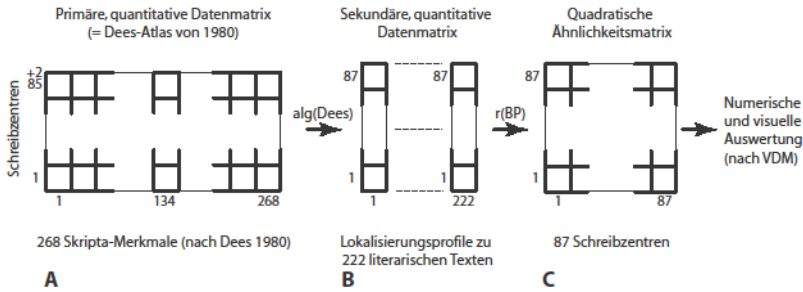 Primäre, quantitative Datenmatrix
(= Dees-Atlas von 1980)
Sekundäre, quantitative
Datenmatrix
Quadratische
Ähnlichkeitsmatrix
Schreibzentren
+2
85
1
1
134
268
alg(Dees)
87
87
1
1
1
222
r(BP)
87
1
1
87
Numerische
und visuelle
Auswertung
(nach VDM)
268 Skripta-Merkmale (nach Dees 1980)
Lokalisierungsprofile zu
222 literarischen Texten
87 Schreibzentren
A
B
C